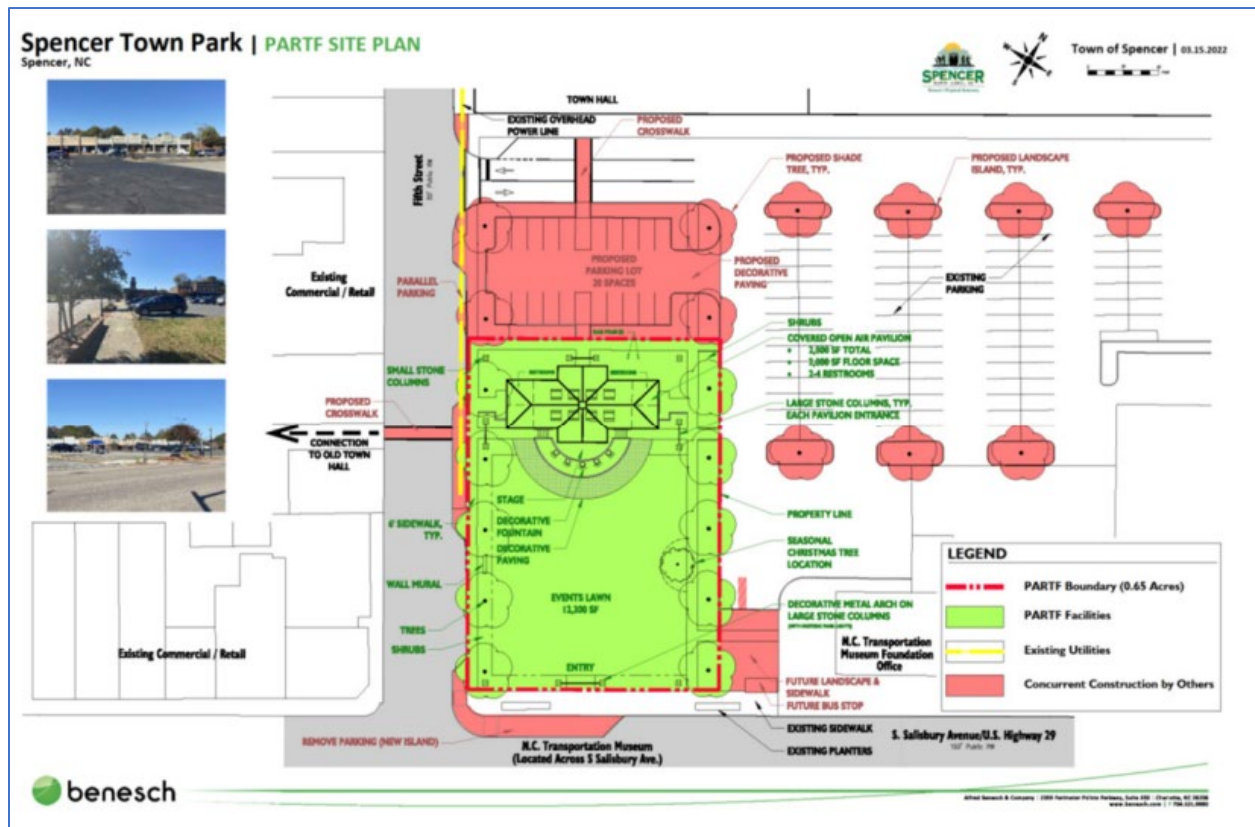 Spencer Town Park | PARTF SITE PLAN
Spencer, NC
SPENCER
Town of Spencer | 03.15.2022
TOWN HALL
EXISTING OVERHEAD
POWER LINE
PROPOSED
CROSSWALK
PROPOSED SHADE
TREE, TYP.
PROPOSED LANDSCAPE
ISLAND, TYP.
Fifth Street
Existing
Commercial / Retail
PARALLEL
PARKING
PROPOSED
PARKING LOT
20 SPACES
PROPOSED
DECORATIVE
PAVING
EXISTING
PARKING
SHRUBS
COVERED OPEN AIR PAVILION
SF TOTAL
SF FLOOR SPACE
2-4 RESTROOMS
SMALL STONE
COLUMNS
PROPOSED
CROSSWALK
LARGE STONE COLUMNS, TYP.
EACH PAVILION ENTRANCE
CONNECTION
TO OLD TOWN
HALL
STAGE
PROPERTY LINE
6' SIDEWALK,
TYP.
DECORATIVE
FOUNTAIN
DECORATIVE
PAVING
SEASONAL
CHRISTMAS TREE
LOCATION
WALL MURAL
EVENTS LAWN
SF
DECORATIVE METAL ARCH ON
LARGE STONE COLUMNS
TREES
SHRUBS
ENTRY
Existing Commercial / Retail
N.C. Transportation
Museum Foundation
Office
FUTURE LANDSCAPE &
SIDEWALK
FUTURE BUS STOP
EXISTING SIDEWALK
EXISTING PLANTERS
REMOVE PARKING (NEW ISLAND)
N.C. Transportation Museum
(Located Across S Salisbury Ave.)
S. Salisbury Avenue/U.S. Highway 29
LEGEND
PARTF Boundary (0.65 Acres)
PARTF Facilities
Existing Utilities
Concurrent Construction by Others
benesch
www.benesch.com